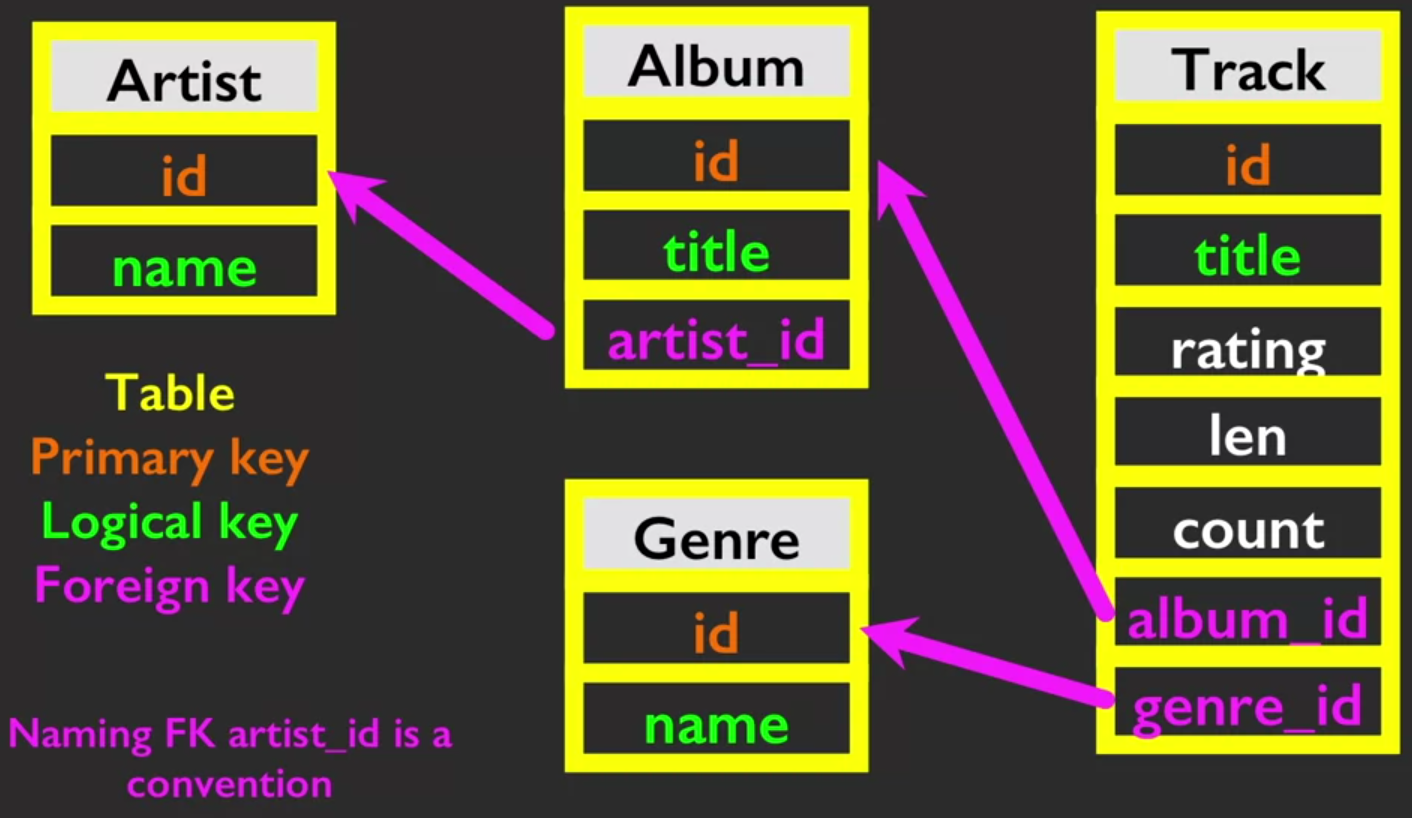 Artist
id
name
Album
id
title
artist_id
Track
id
title
rating
len
count
album_id
genre_id
Genre
id
name
Table
Primary key
Logical key
Foreign key
Naming FK artist_id is a
convention